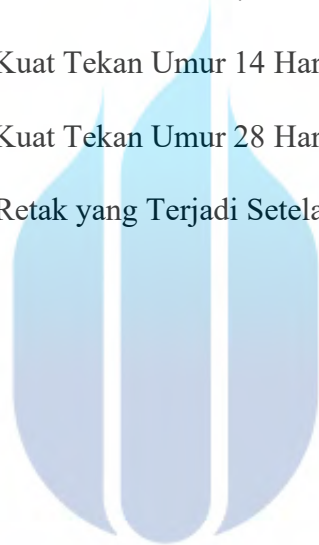 Kuat Tekan Umur 14 Har
Kuat Tekan Umur 28 Har
Retak yang Terjadi Setela